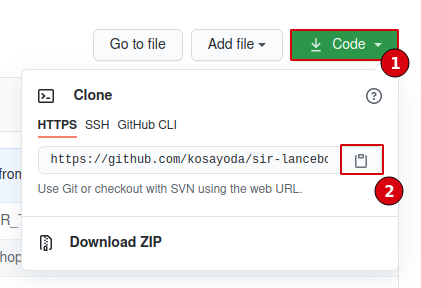 Go to file Add file Code
1
Clone
HTTPS SSH GitHub CLI
https://github.com/kosayoda/sir-lancebo
2
from
Use Git or checkout with SVN using the web URL.
R_T
Download ZIP
hop